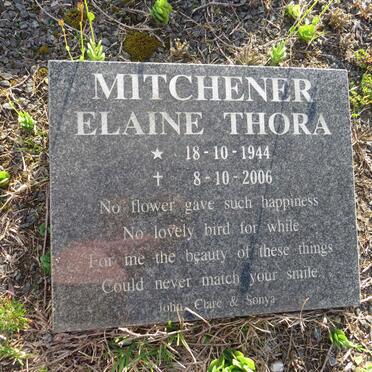 MITCHENER
ELAINE THORA
★ 18-10-1944
✝ 8-10-2006
No flower gave such happiness
No lovely bird for while
For me the beauty of these things
Could never match your smile.
John, Clare & Sonya